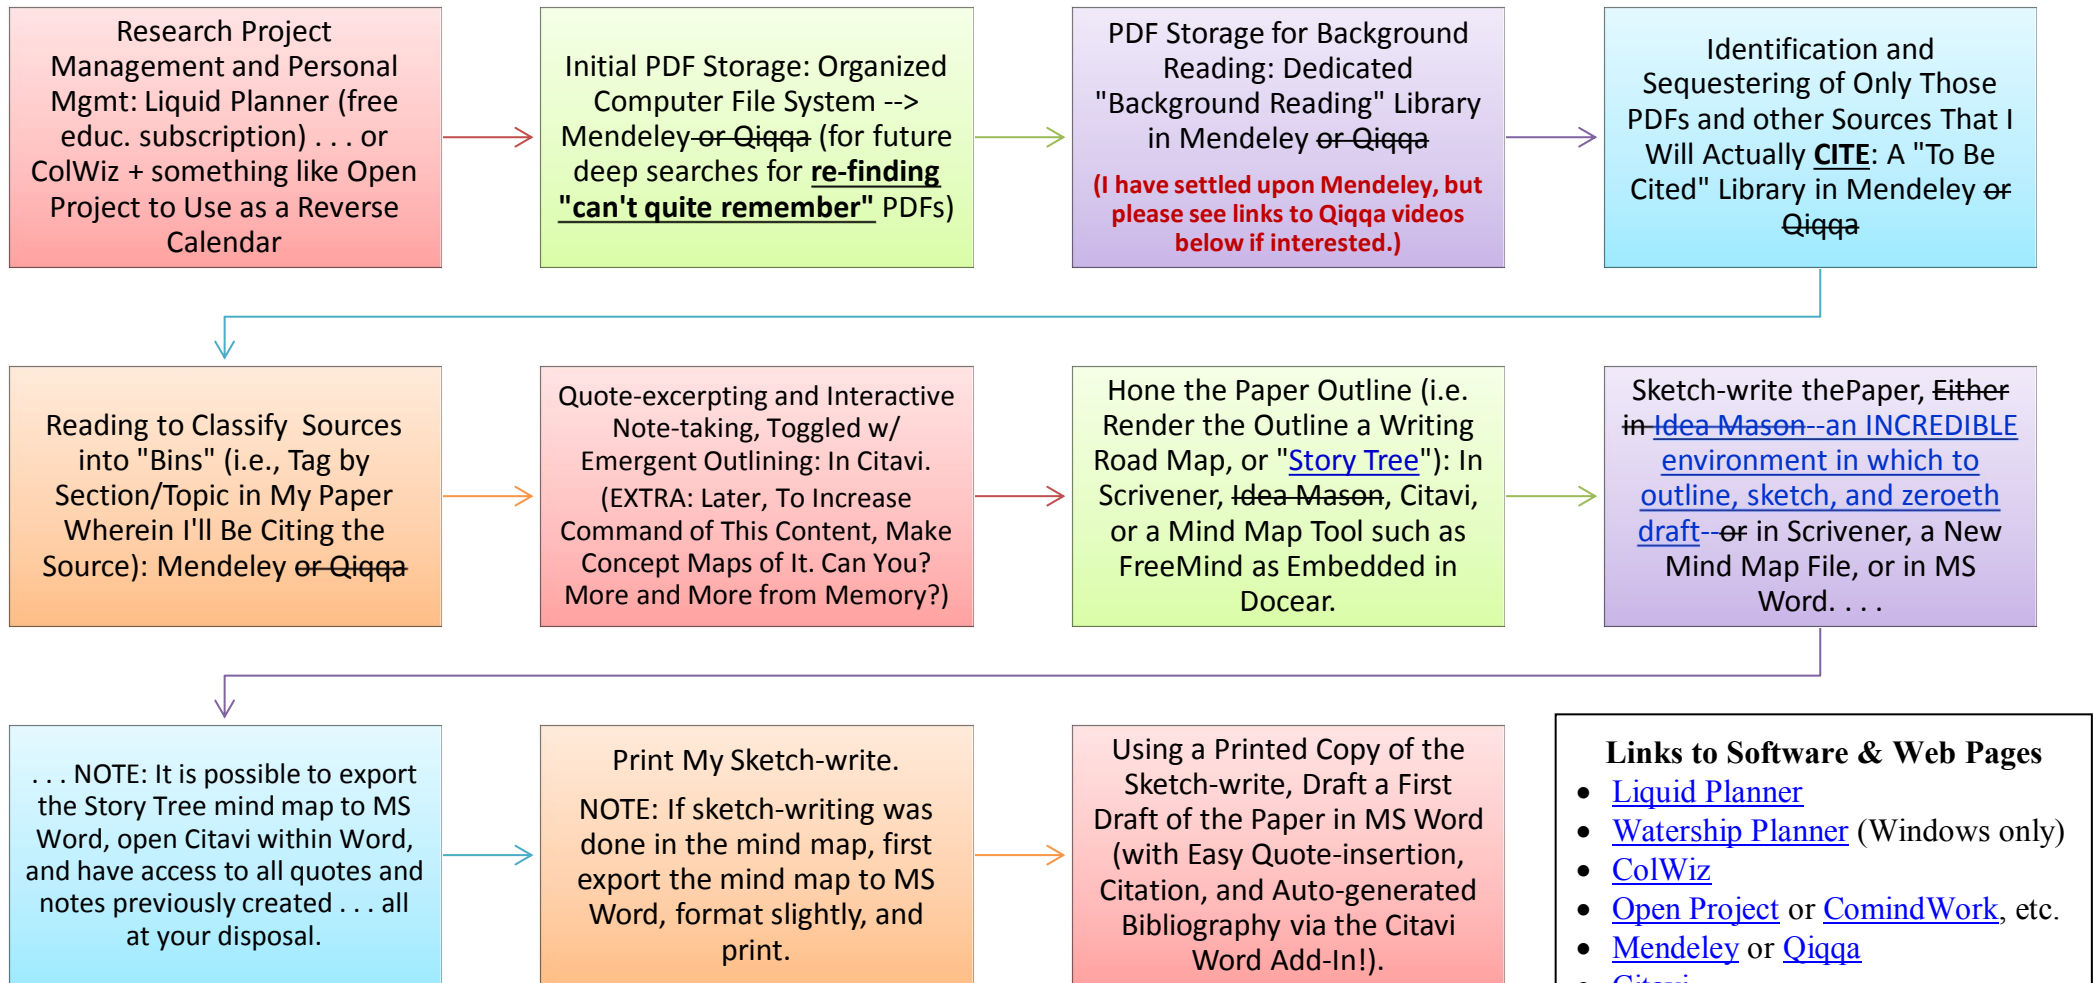 Research Project
Management and Personal
Mgmt: Liquid Planner (free
educ. subscription) . . . or
ColWiz + something like Open
Project to Use as a Reverse
Calendar
Initial PDF Storage: Organized
Computer File System -->
Mendeley or Qiqqa (for future
deep searches for re-finding
"can't quite remember" PDFs)
PDF Storage for Background
Reading: Dedicated
"Background Reading" Library
in Mendeley or Qiqqa
(I have settled upon Mendeley, but
please see links to Qiqqa videos
below if interested.)
Identification and
Sequestering of Only Those
PDFs and other Sources That I
Will Actually CITE: A "To Be
Cited" Library in Mendeley or
Qiqqa
Reading to Classify Sources
into "Bins" (i.e., Tag by
Section/Topic in My Paper
Wherein I'll Be Citing the
Source): Mendeley or Qiqqa
Quote-excerpting and Interactive
Note-taking, Toggled w/
Emergent Outlining: In Citavi.
(EXTRA: Later, To Increase
Command of This Content, Make
Concept Maps of It. Can You?
More and More from Memory?)
Hone the Paper Outline (i.e.
Render the Outline a Writing
Road Map, or "Story Tree"): In
Scrivener, Idea Mason, Citavi,
or a Mind Map Tool such as
FreeMind as Embedded in
Docear.
Sketch-write thePaper, Either
in Idea Mason--an INCREDIBLE
environment in which to
outline, sketch, and zeroeth
draft--or in Scrivener, a New
Mind Map File, or in MS
Word. . . .
. . . NOTE: It is possible to export
the Story Tree mind map to MS
Word, open Citavi within Word,
and have access to all quotes and
notes previously created . . . all
at your disposal.
Print My Sketch-write.
NOTE: If sketch-writing was
done in the mind map, first
export the mind map to MS
Word, format slightly, and
print.
Using a Printed Copy of the
Sketch-write, Draft a First
Draft of the Paper in MS Word
(with Easy Quote-insertion,
Citation, and Auto-generated
Bibliography via the Citavi
Word Add-In!).
Links to Software & Web Pages
• Liquid Planner
• Watership Planner (Windows only)
• ColWiz
• Open Project or ComindWork, etc.
• Mendeley or Qiqqa
• Citavi